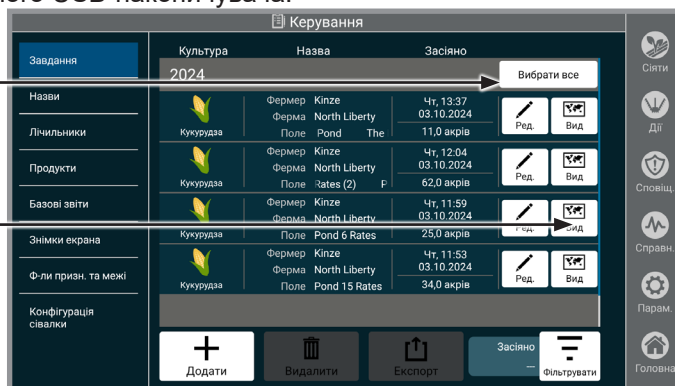 Керування
Завдання
Назви
Лічильники
Продукти
Базові звіти
Знімки екрана
Ф-ли призн. та межі
Конфігурація
сівалки
Культура Назва Засіяно
2024 Вибрати все
Фермер Kinze Чт, 13:37
Ферма North Liberty 03.10.2024
Кукурудза Поле Pond The 11,0 акрів Ред. Вид
Фермер Kinze Чт, 12:04
Ферма North Liberty 03.10.2024
Кукурудза Поле Rates (2) P 62,0 акрів Ред. Вид
Фермер Kinze Чт, 11:59
Ферма North Liberty 03.10.2024
Кукурудза Поле Pond 6 Rates 25,0 акрів Ред. Вид
Фермер Kinze Чт, 11:53
Ферма North Liberty 03.10.2024
Кукурудза Поле Pond 15 Rates 34,0 акрів Ред. Вид
Додати Видалити Експорт Засіяно --- Фільтрувати
Сіяти
Дії
Сповіщ.
Справн.
Парам.
Головна